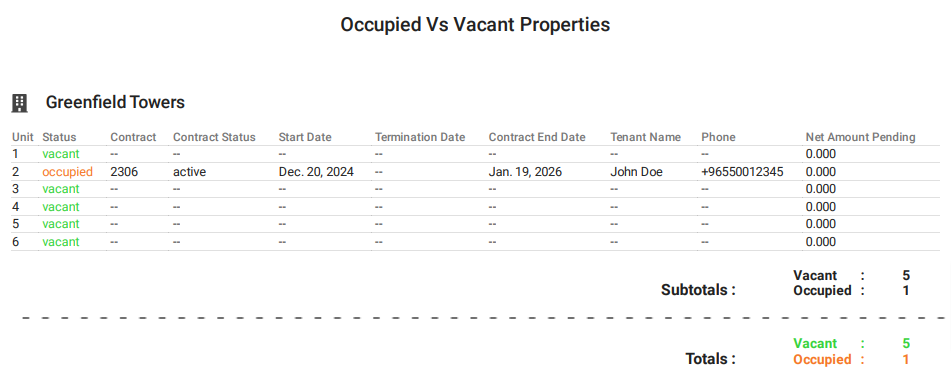 Occupied Vs Vacant Properties
Greenfield Towers
Unit Status Contract Contract Status Start Date Termination Date Contract End Date Tenant Name Phone Net Amount Pending
1 vacant -- -- -- -- -- -- -- 0.000
2 occupied 2306 active Dec. 20, 2024 -- Jan. 19, 2026 John Doe +96550012345 0.000
3 vacant -- -- -- -- -- -- -- 0.000
4 vacant -- -- -- -- -- -- -- 0.000
5 vacant -- -- -- -- -- -- -- 0.000
6 vacant -- -- -- -- -- -- -- 0.000
Vacant : 5
Subtotals : Occupied : 1
Vacant : 5
Totals : Occupied : 1